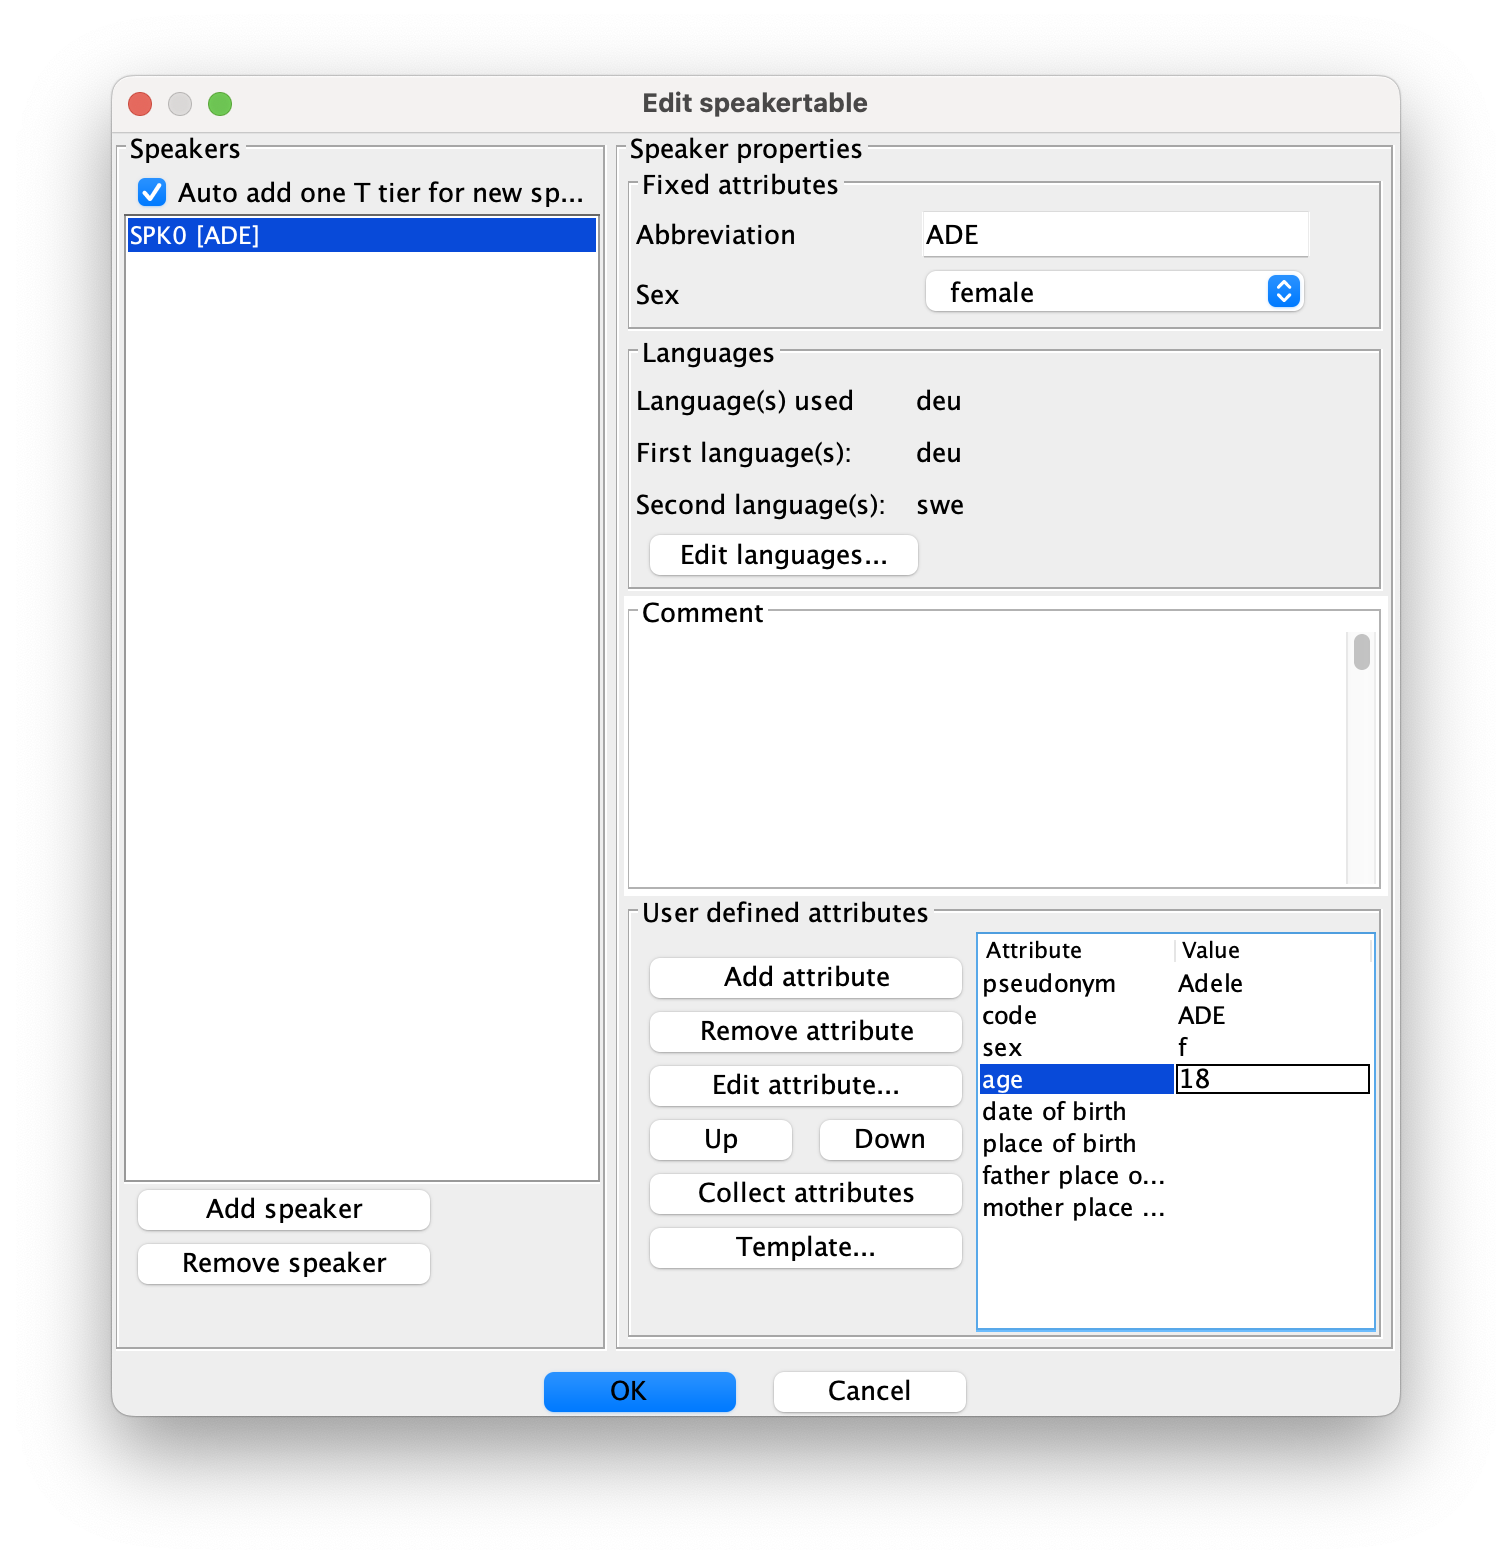 Edit speakertable
Speakers
Auto add one T tier for new sp...
SPK0 [ADE]
Add speaker
Remove speaker
Speaker properties
Fixed attributes
Abbreviation ADE
Sex female
Languages
Language(s) used deu
First language(s): deu
Second language(s): swe
Edit languages...
Comment
User defined attributes
Add attribute
Remove attribute
Edit attribute...
Up Down
Collect attributes
Template...
Attribute Value
pseudonym Adele
code ADE
sex f
age 18
date of birth
place of birth
father place o...
mother place ...
OK Cancel